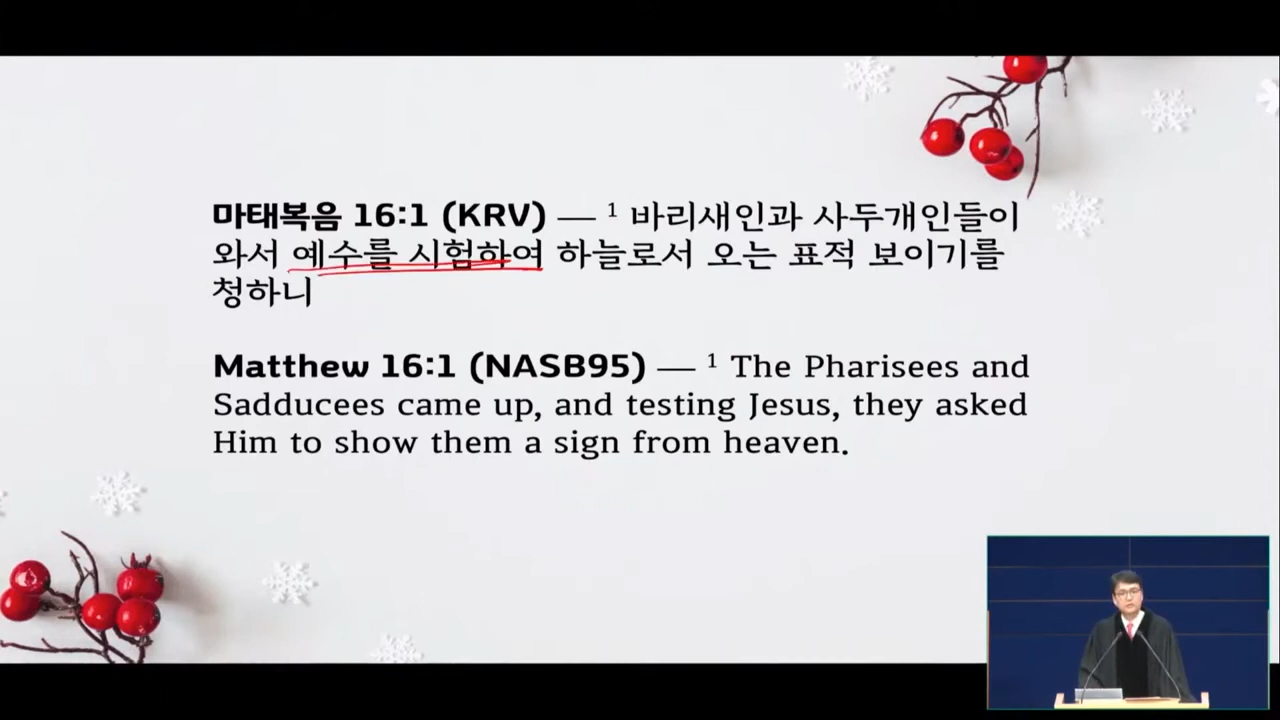 마태복음 16:1 (KRV) — ¹ 바리새인과 사두개인들이
와서 예수를 시험하여 하늘로서 오는 표적 보이기를
청하니
Matthew 16:1 (NASB95) — ¹ The Pharisees and
Sadducees came up, and testing Jesus, they asked
Him to show them a sign from heaven.